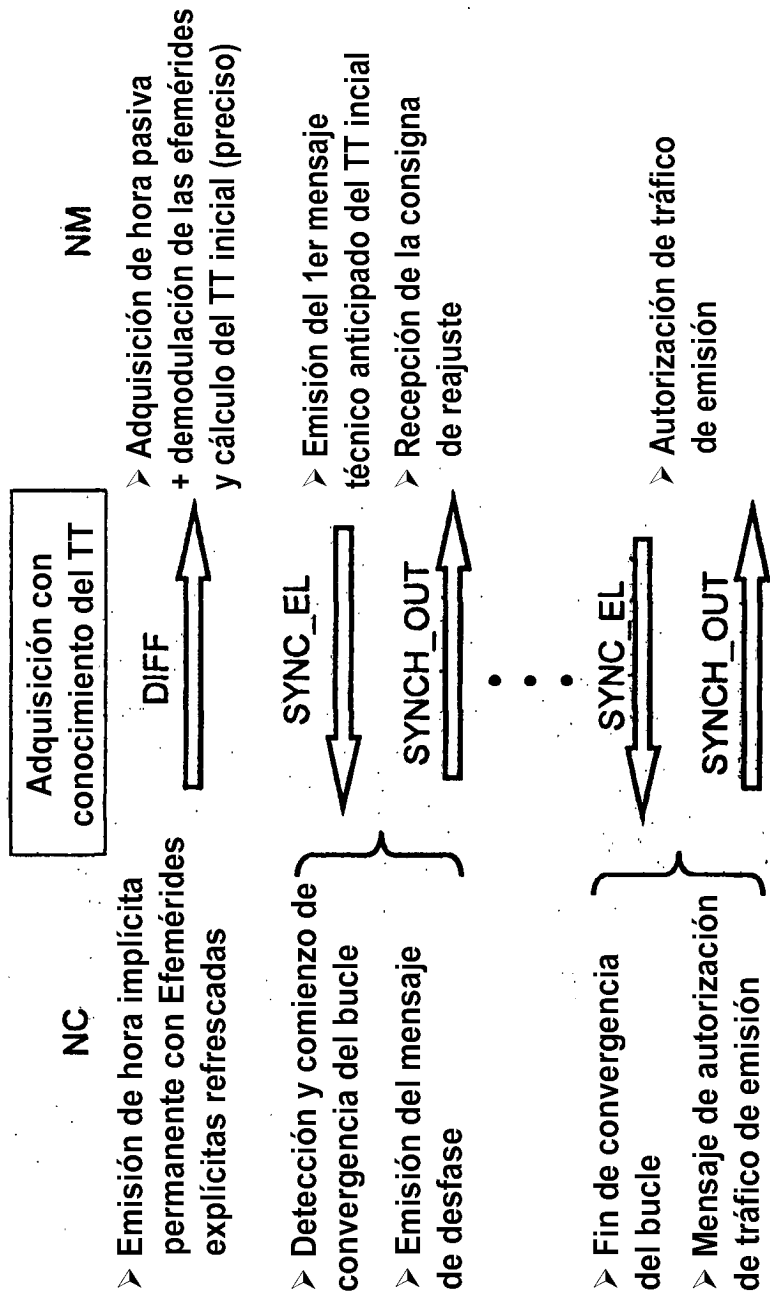 Adquisición con
conocimiento del TT
NC
NM
➢ Emisión de hora implícita
permanente con Efemérides
explícitas refrescadas
DIFF
➢ Adquisición de hora pasiva
+ demodulación de las efemérides
y cálculo del TT inicial (preciso)
➢ Detección y comienzo de
convergencia del bucle
➢ Emisión del mensaje
de desfase
SYNC_EL
SYNCH_OUT
➢ Emisión del 1er mensaje
técnico anticipado del TT incial
➢ Recepción de la consigna
de reajuste
• • •
➢ Fin de convergencia
del bucle
➢ Mensaje de autorización
de tráfico de emisión
SYNC_EL
SYNCH_OUT
➢ Autorización de tráfico
de emisión